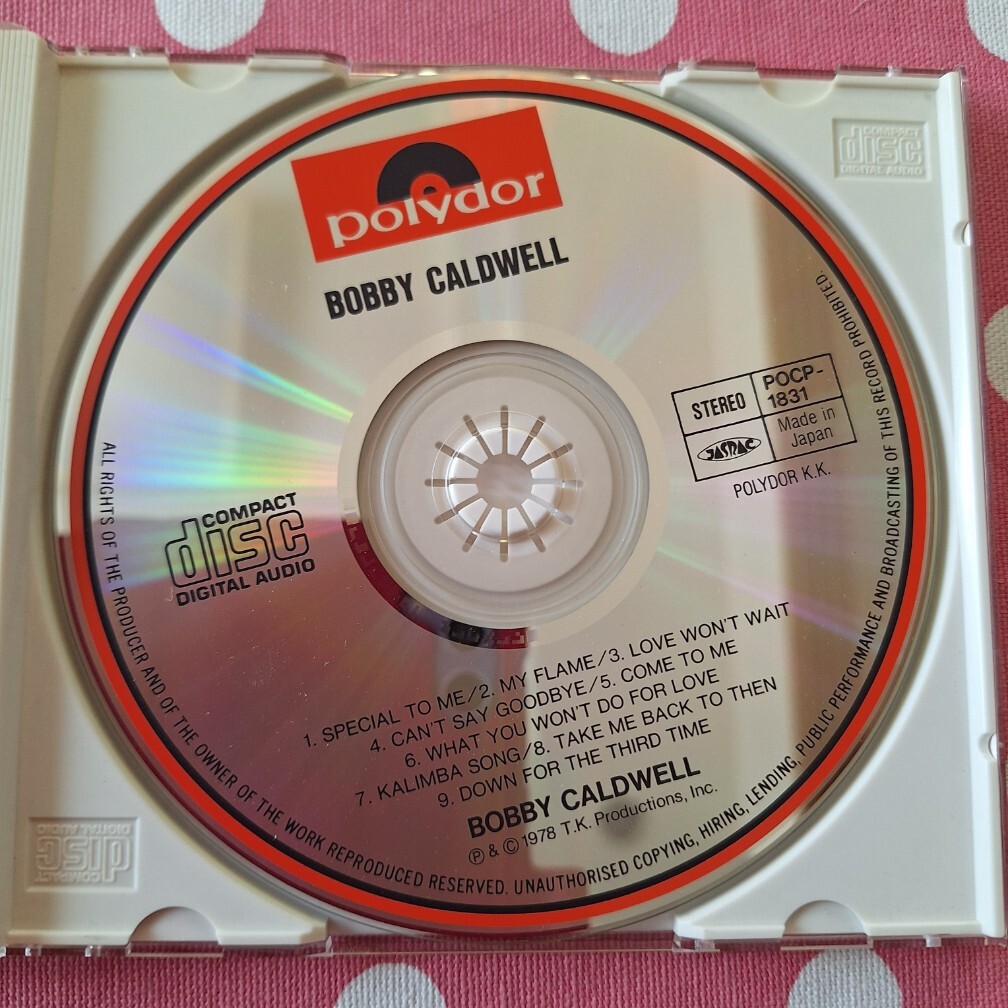 polydor
BOBBY CALDWELL
STEREO
POCP-
1831
JASRAC
Made in
Japan
POLYDOR K.K.
COMPACT
disc
DIGITAL AUDIO
1. SPECIAL TO ME/2. MY FLAME/3. LOVE WON'T WAIT
4. CAN'T SAY GOODBYE/5. COME TO ME
6. WHAT YOU WON'T DO FOR LOVE
7. KALIMBA SONG/8. TAKE ME BACK TO THEN
9. DOWN FOR THE THIRD TIME
BOBBY CALDWELL
℗ & © 1978 T.K. Productions, Inc.
ALL RIGHTS OF THE PRODUCER AND OF THE OWNER OF THE WORK REPRODUCED RESERVED. UNAUTHORISED COPYING, HIRING, LENDING, PUBLIC PERFORMANCE AND BROADCASTING OF THIS RECORD PROHIBITED.
COMPACT
disc
DIGITAL AUDIO
COMPACT
disc
DIGITAL AUDIO